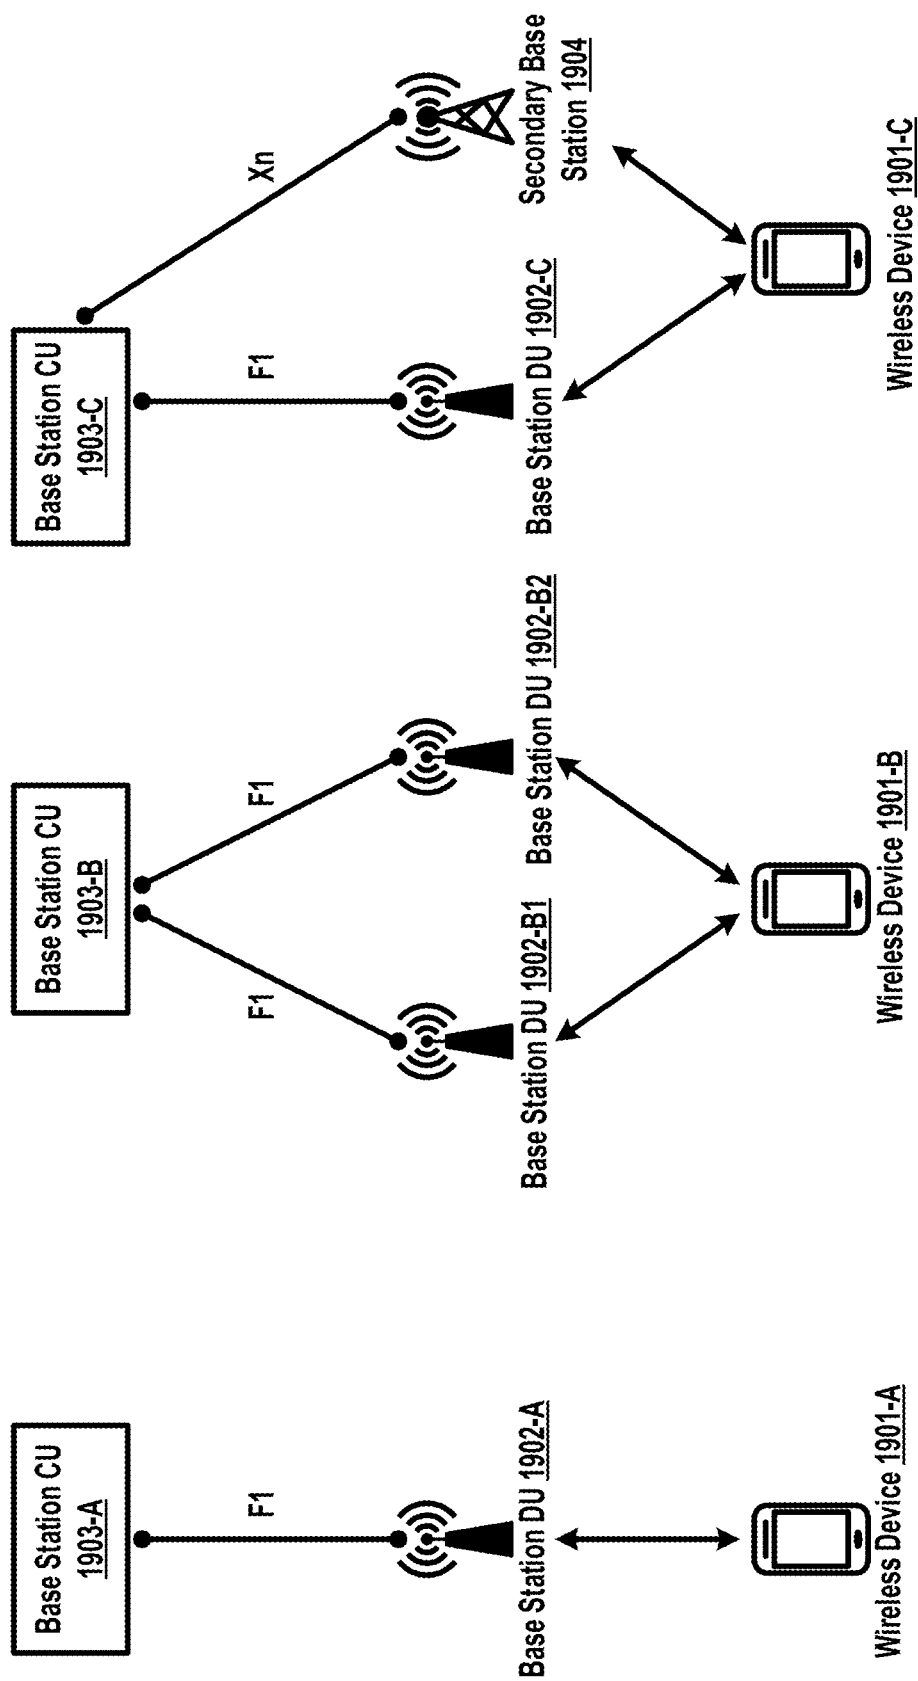 Base Station CU
1903-A
F1
Base Station DU 1902-A
Wireless Device 1901-A
Base Station CU
1903-B
F1
F1
Base Station DU 1902-B1
Base Station DU 1902-B2
Wireless Device 1901-B
Base Station CU
1903-C
F1
Xn
Base Station DU 1902-C
Secondary Base
Station 1904
Wireless Device 1901-C